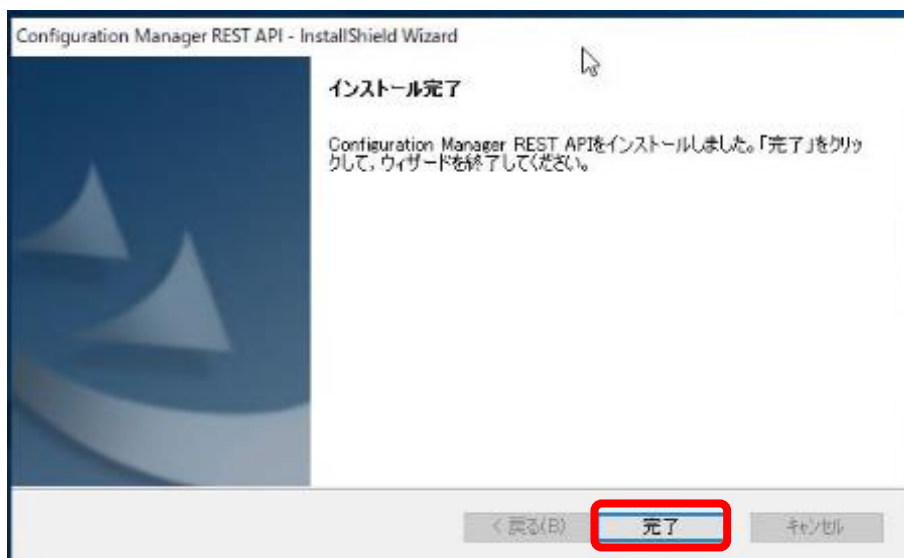 Configuration Manager REST API - InstallShield Wizard
インストール完了
Configuration Manager REST APIをインストールしました。「完了」をクリッ
クして、ウィザードを終了してください。
< 戻る(B)
完了
キャンセル